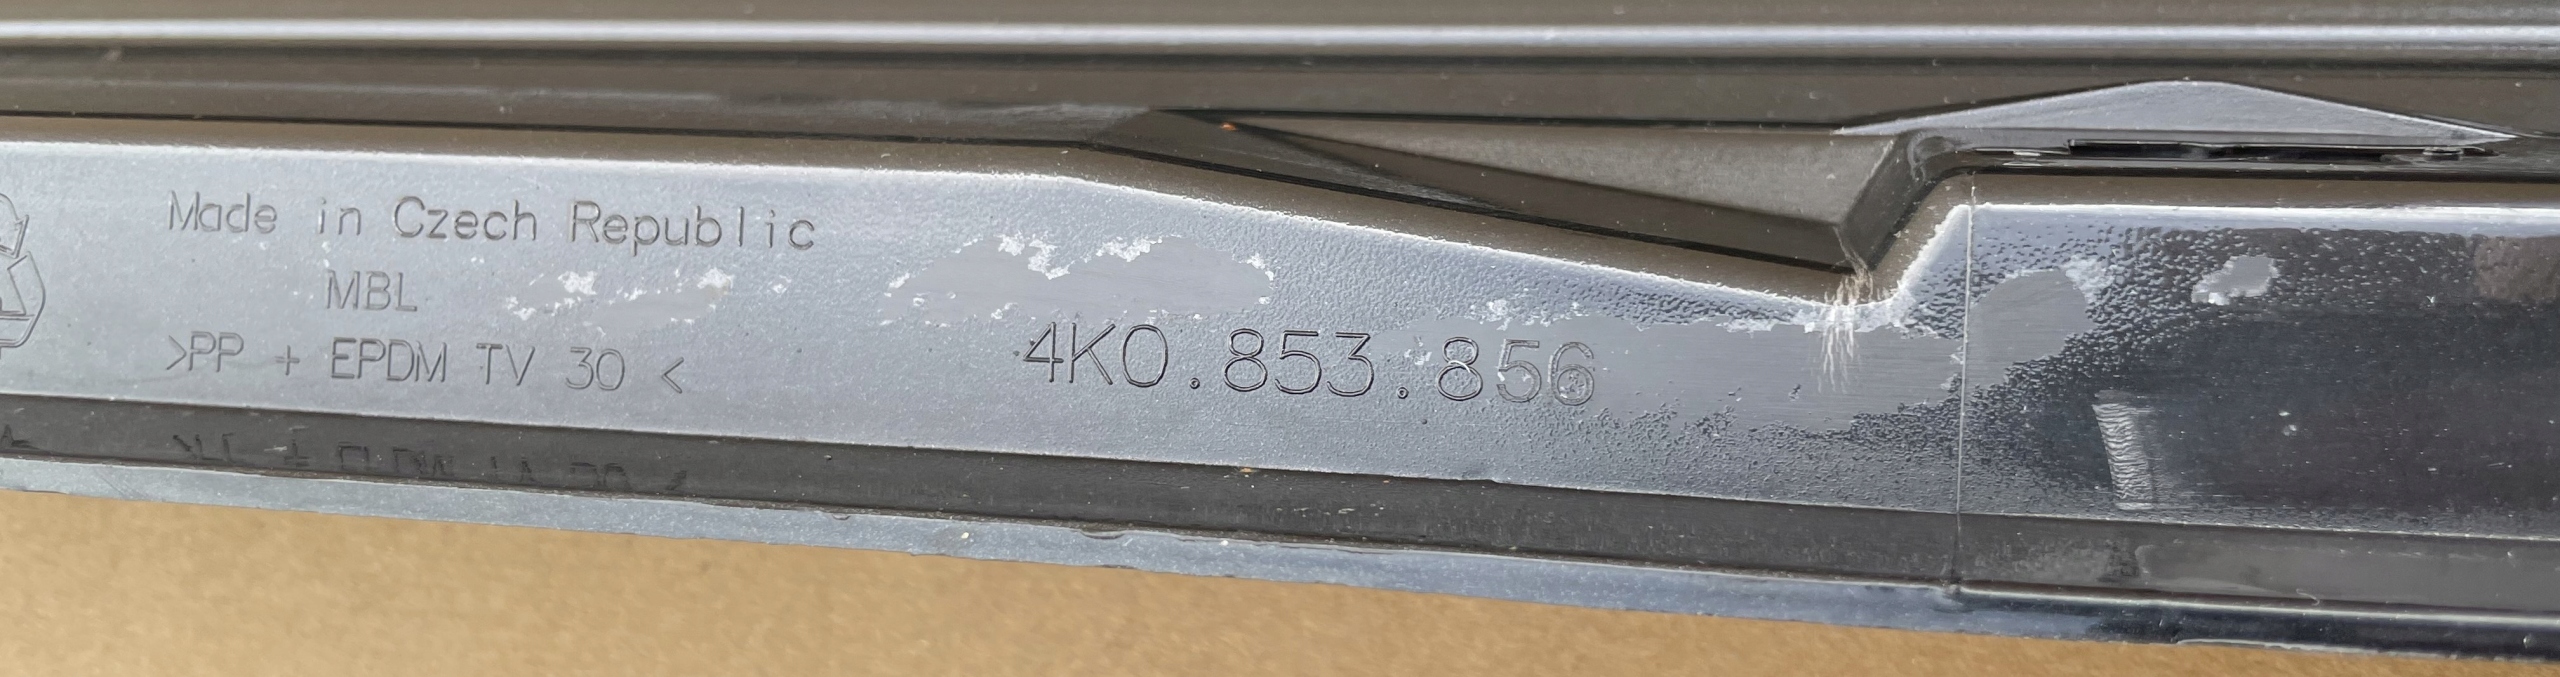 Made in Czech Republic
MBL
>PP + EPDM TV 30 <
4K0.853.856